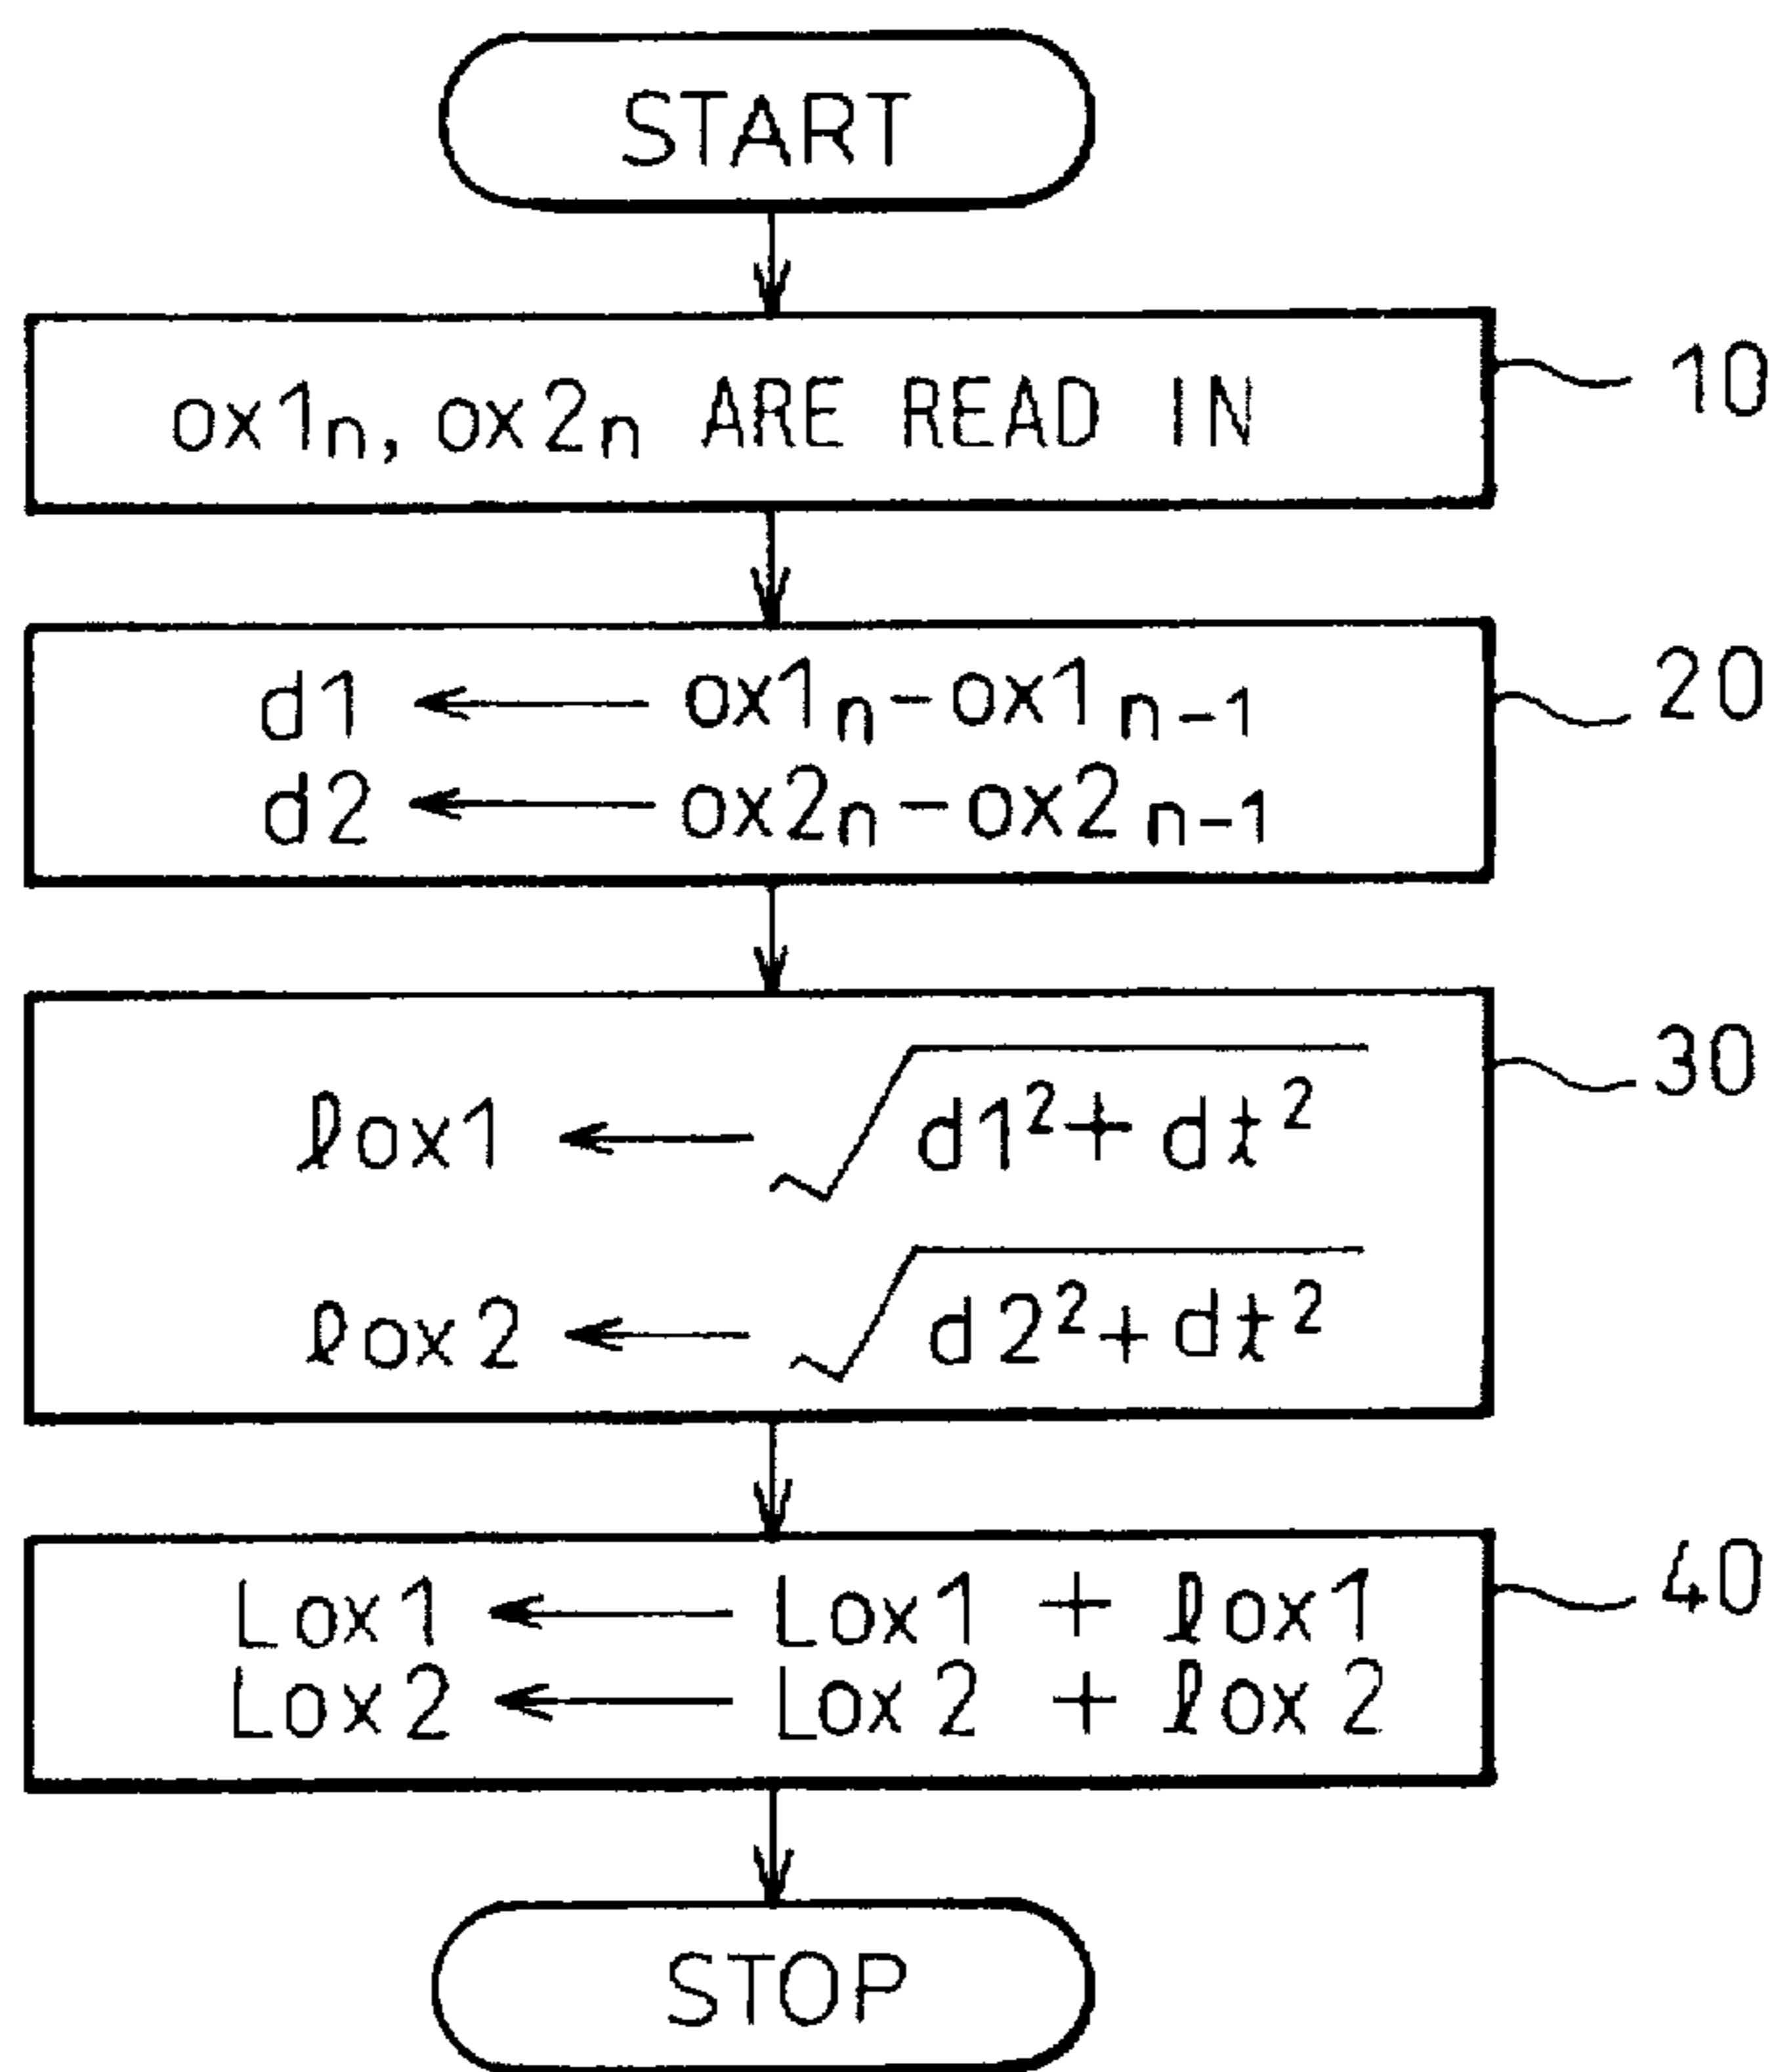 START
ox1ₙ, ox2ₙ ARE READ IN
10
d1 ← ox1ₙ-ox1ₙ₋₁
20
d2 ← ox2ₙ-ox2ₙ₋₁
ℓox1 ← √d1²+dt²
30
ℓox2 ← √d2²+dt²
Lox1 ← Lox1 + ℓox1
40
Lox2 ← Lox2 + ℓox2
STOP